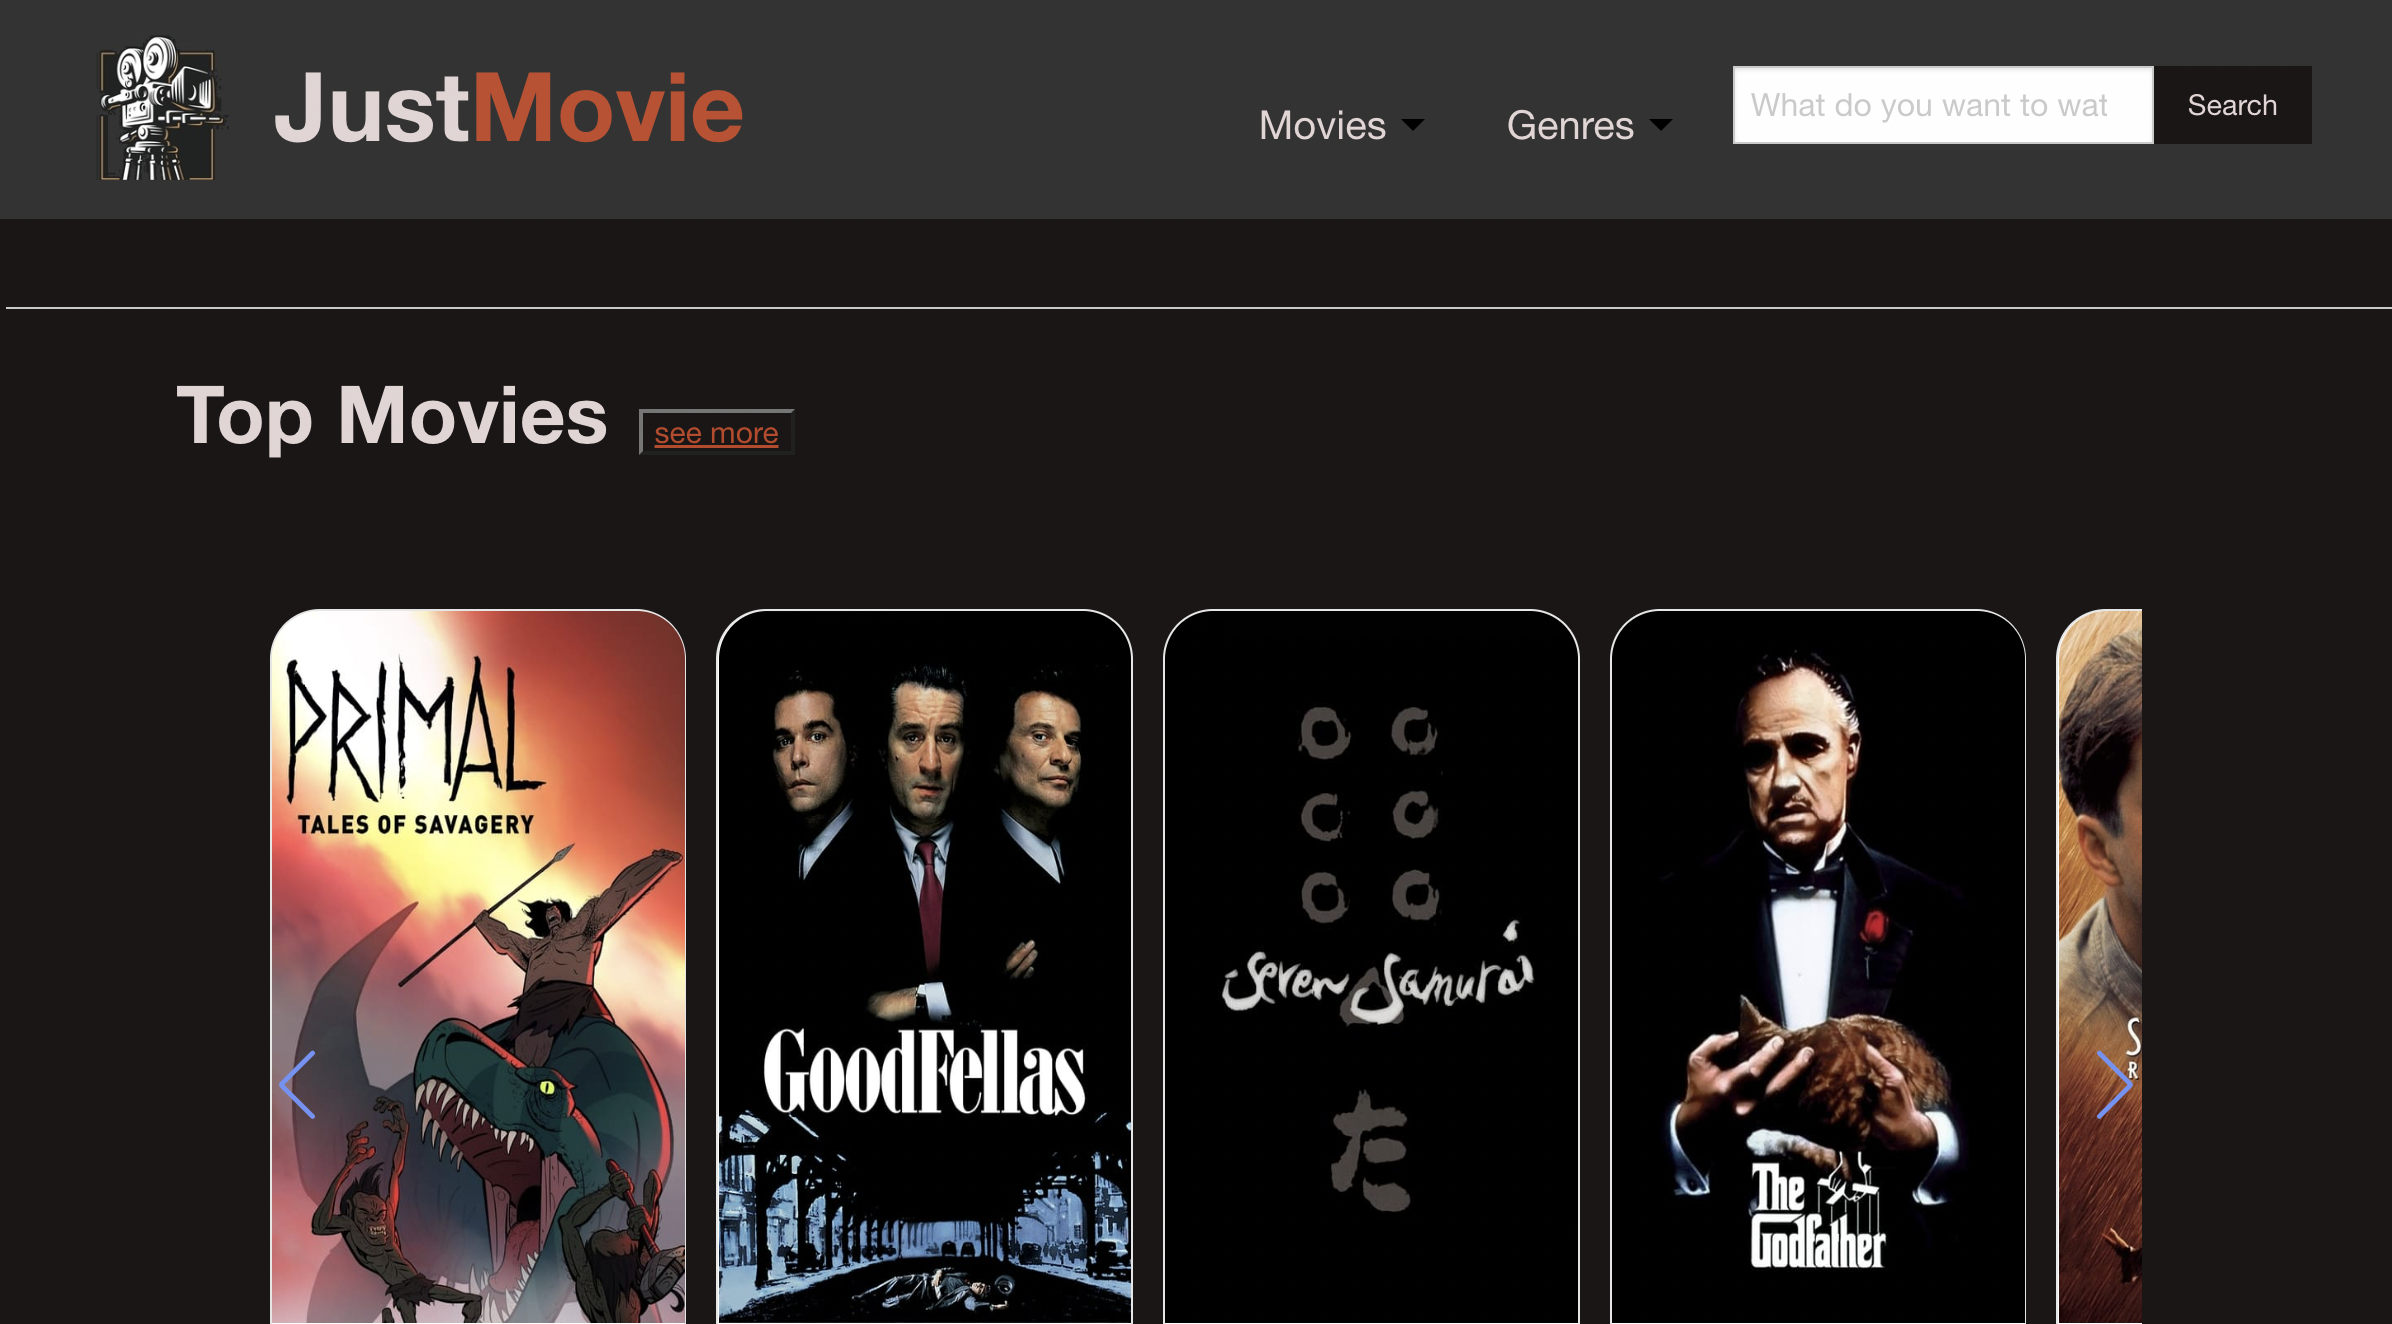 JustMovie
Movies
Genres
What do you want to wat
Search
Top Movies
see more
PRIMAL
TALES OF SAVAGERY
GoodFellas
Seven Samurai
た
The
Godfather
S
R